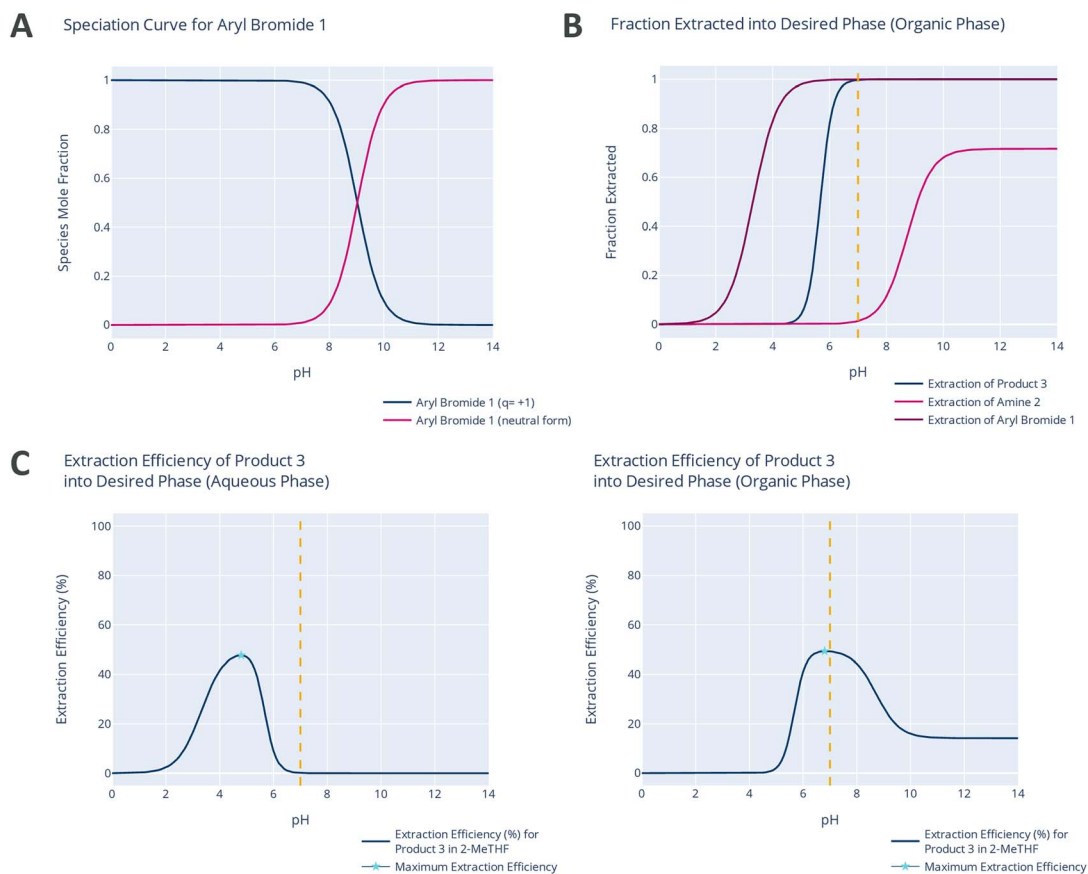 A
Speciation Curve for Aryl Bromide 1
Species Mole Fraction
1
0.8
0.6
0.4
0.2
0
0 2 4 6 8 10 12 14
pH
Aryl Bromide 1 (q= +1)
Aryl Bromide 1 (neutral form)
B
Fraction Extracted into Desired Phase (Organic Phase)
Fraction Extracted
1
0.8
0.6
0.4
0.2
0
0 2 4 6 8 10 12 14
pH
Extraction of Product 3
Extraction of Amine 2
Extraction of Aryl Bromide 1
C
Extraction Efficiency of Product 3
into Desired Phase (Aqueous Phase)
Extraction Efficiency (%)
100
80
60
40
20
0
0 2 4 6 8 10 12 14
pH
Extraction Efficiency (%) for
Product 3 in 2-MeTHF
Maximum Extraction Efficiency
Extraction Efficiency of Product 3
into Desired Phase (Organic Phase)
Extraction Efficiency (%)
100
80
60
40
20
0
0 2 4 6 8 10 12 14
pH
Extraction Efficiency (%) for
Product 3 in 2-MeTHF
Maximum Extraction Efficiency